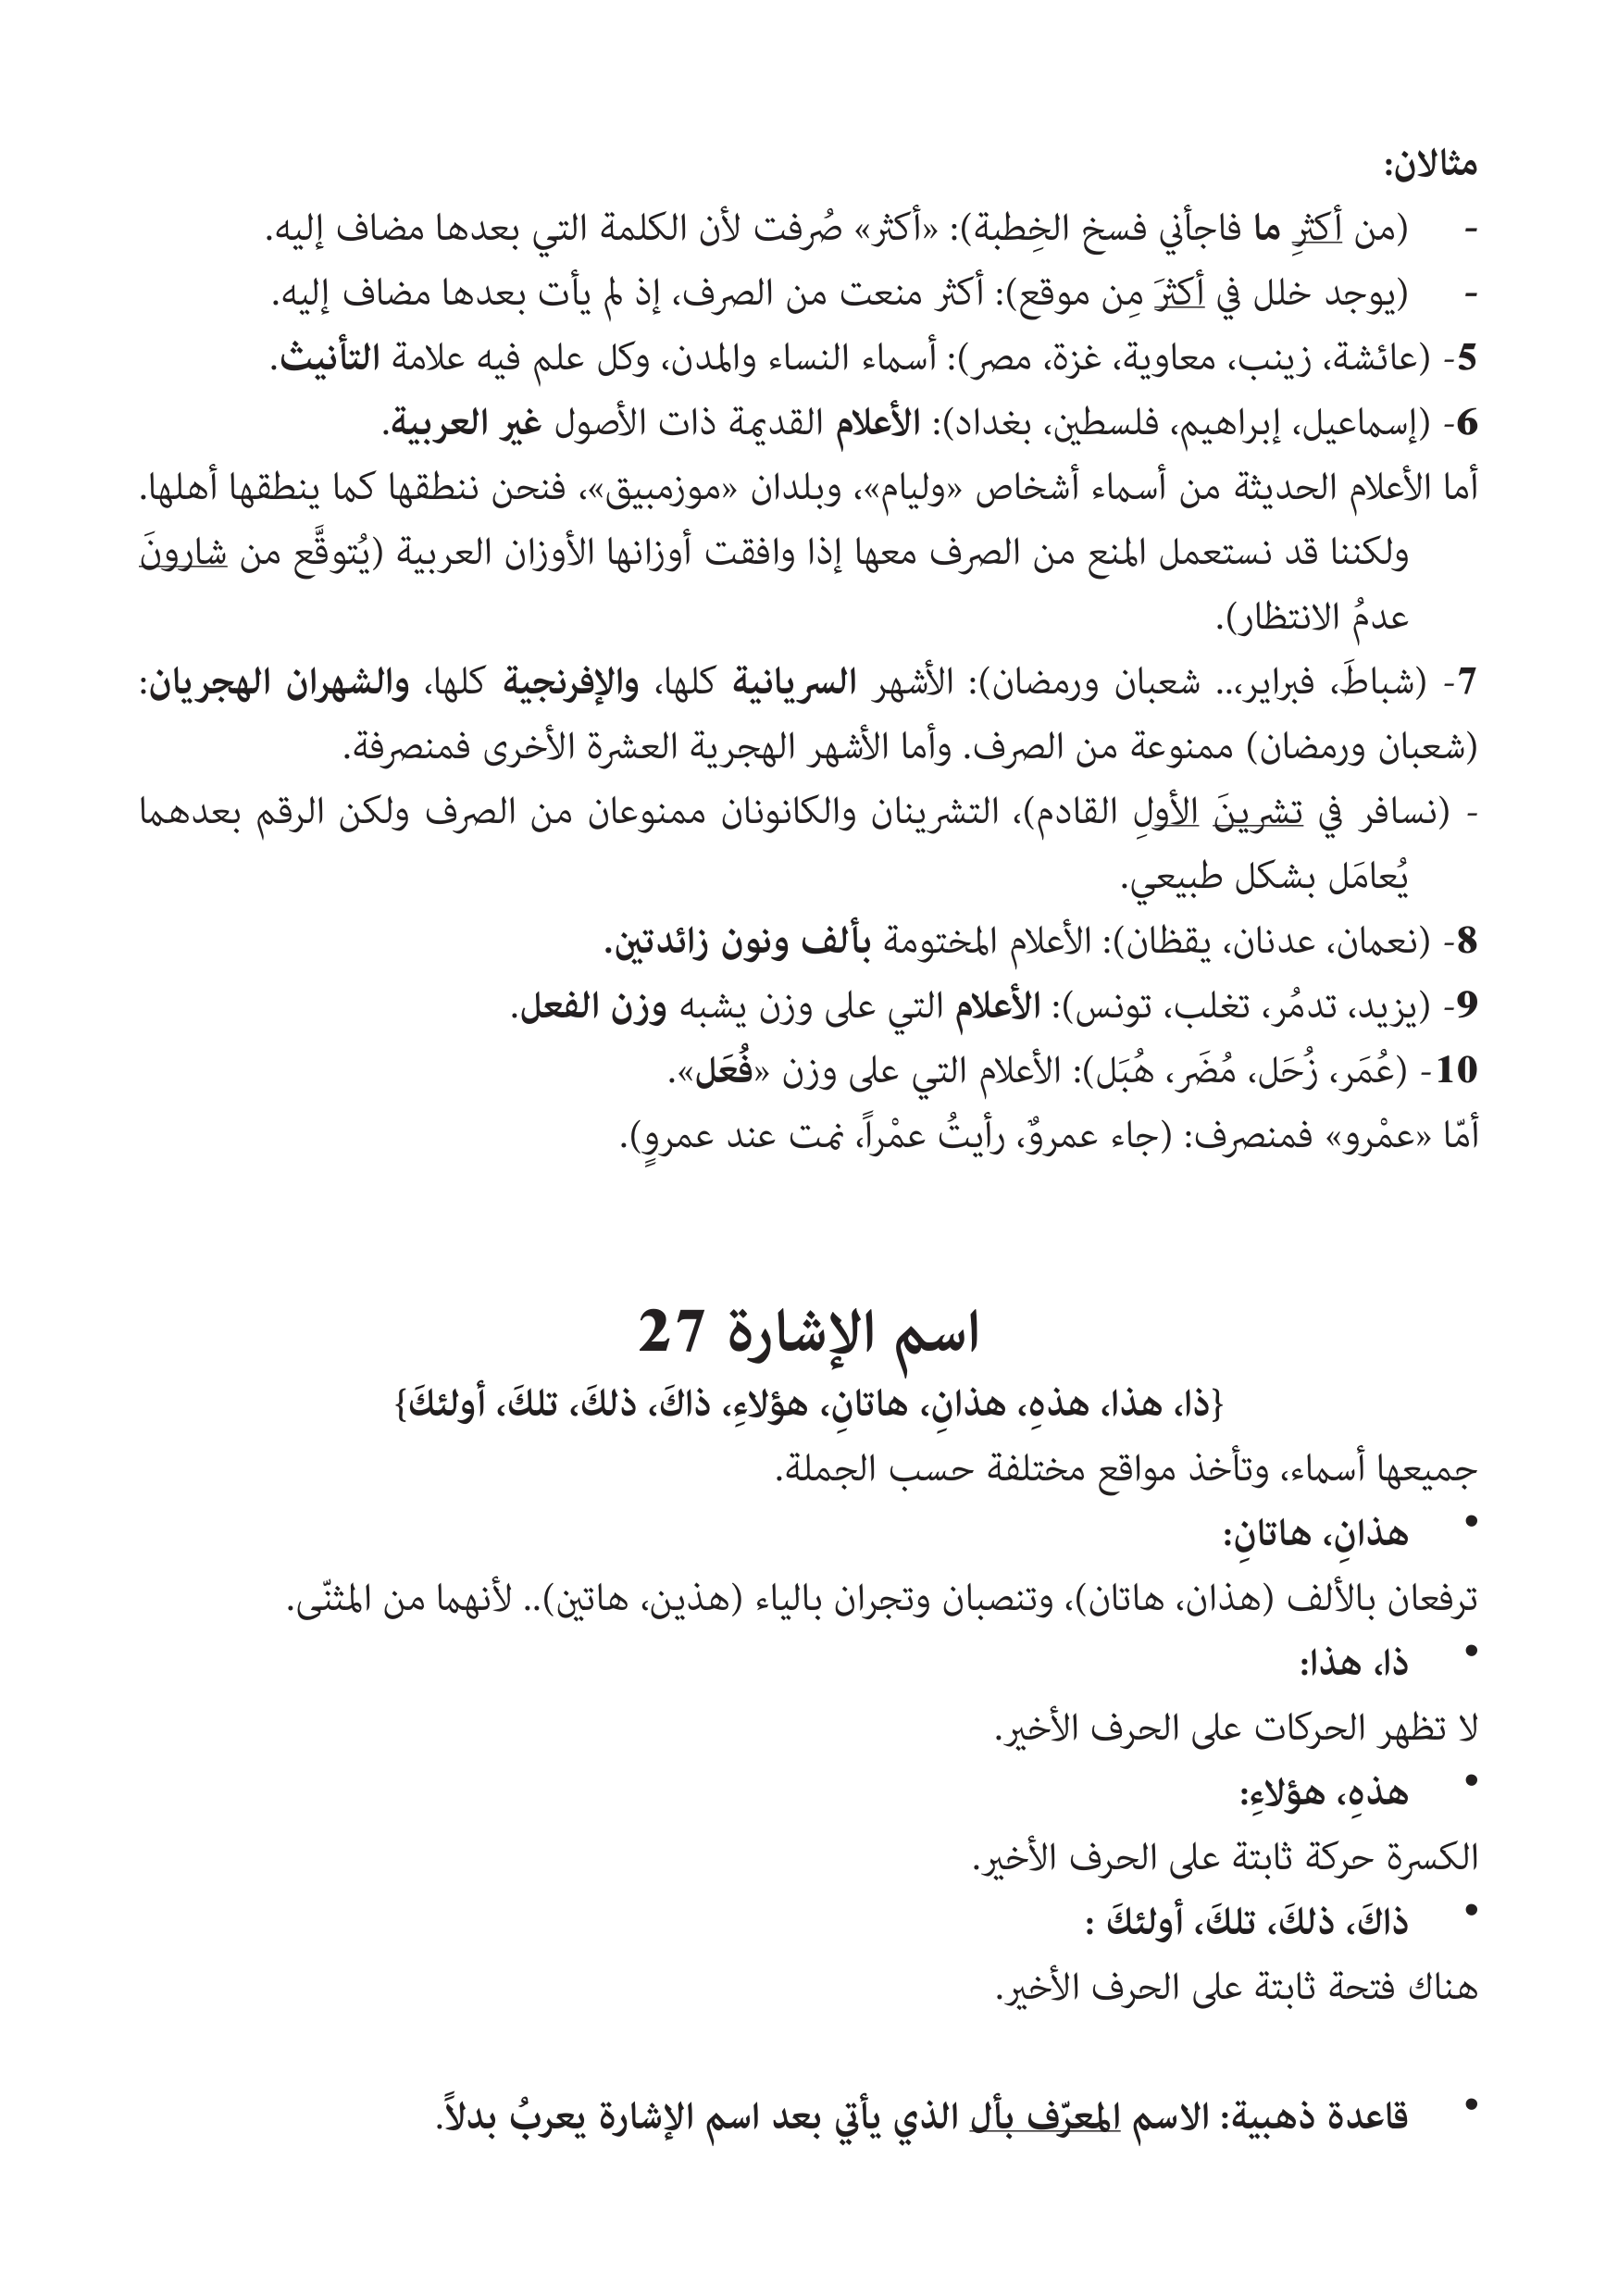 مثالان:
- (من أكثرِ ما فاجأني فسخ الخِطبة): «أكثر» صُرفت لأن الكلمة التي بعدها مضاف إليه.
- (يوجد خلل في أكثرَ مِن موقع): أكثر منعت من الصرف، إذ لم يأت بعدها مضاف إليه.
5- (عائشة، زينب، معاوية، غزة، مصر): أسماء النساء والمدن، وكل علم فيه علامة التأنيث.
6- (إسماعيل، إبراهيم، فلسطين، بغداد): الأعلام القديمة ذات الأصول غير العربية.
أما الأعلام الحديثة من أسماء أشخاص «وليام»، وبلدان «موزمبيق»، فنحن ننطقها كما ينطقها أهلها.
ولكننا قد نستعمل المنع من الصرف معها إذا وافقت أوزانها الأوزان العربية (يُتوقَّع من شارونَ
عدمُ الانتظار).
7- (شباطَ، فبراير،.. شعبان ورمضان): الأشهر السريانية كلها، والإفرنجية كلها، والشهران الهجريان:
(شعبان ورمضان) ممنوعة من الصرف. وأما الأشهر الهجرية العشرة الأخرى فمنصرفة.
- (نسافر في تشرينَ الأولِ القادم)، التشرينان والكانونان ممنوعان من الصرف ولكن الرقم بعدهما
يُعامَل بشكل طبيعي.
8- (نعمان، عدنان، يقظان): الأعلام المختومة بألف ونون زائدتين.
9- (يزيد، تدمُر، تغلب، تونس): الأعلام التي على وزن يشبه وزن الفعل.
10- (عُمَر، زُحَل، مُضَر، هُبَل): الأعلام التي على وزن «فُعَل».
أمّا «عمْرو» فمنصرف: (جاء عمروٌ، رأيتُ عمْراً، نمت عند عمروٍ).
اسم الإشارة 27
{ذا، هذا، هذهِ، هذانِ، هاتانِ، هؤلاءِ، ذاكَ، ذلكَ، تلكَ، أولئكَ}
جميعها أسماء، وتأخذ مواقع مختلفة حسب الجملة.
• هذانِ، هاتانِ:
ترفعان بالألف (هذان، هاتان)، وتنصبان وتجران بالياء (هذين، هاتين).. لأنهما من المثنّى.
• ذا، هذا:
لا تظهر الحركات على الحرف الأخير.
• هذهِ، هؤلاءِ:
الكسرة حركة ثابتة على الحرف الأخير.
• ذاكَ، ذلكَ، تلكَ، أولئكَ :
هناك فتحة ثابتة على الحرف الأخير.
• قاعدة ذهبية: الاسم المعرّف بأل الذي يأتي بعد اسم الإشارة يعربُ بدلاً.